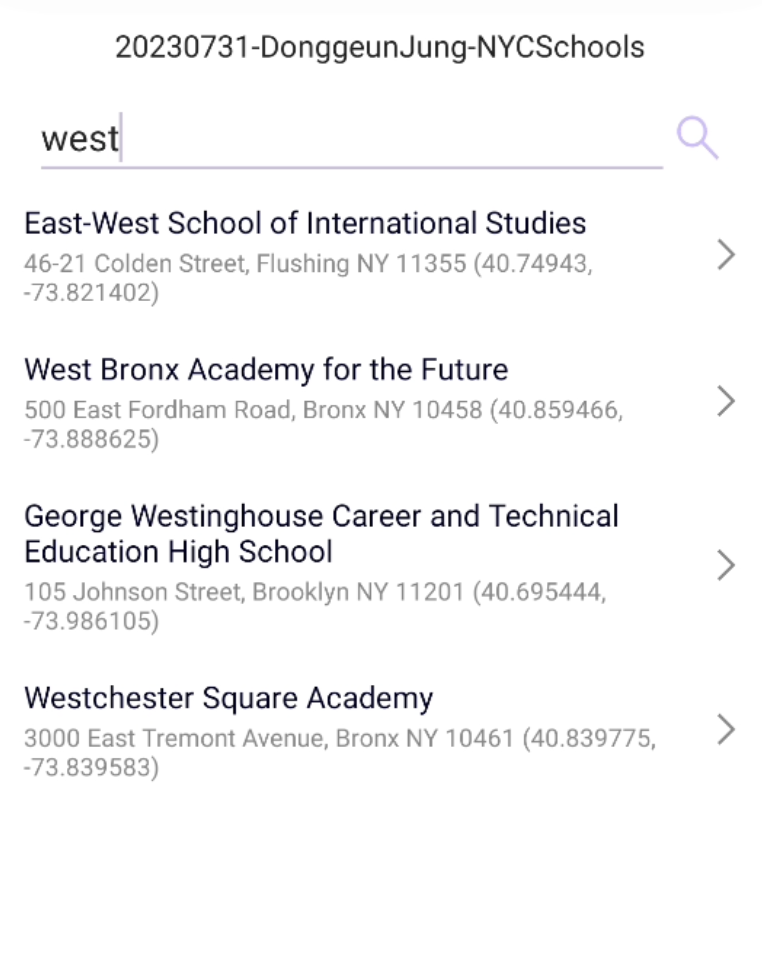 20230731-DonggeunJung-NYCSchools
west
East-West School of International Studies
46-21 Colden Street, Flushing NY 11355 (40.74943,
-73.821402)
West Bronx Academy for the Future
500 East Fordham Road, Bronx NY 10458 (40.859466,
-73.888625)
George Westinghouse Career and Technical
Education High School
105 Johnson Street, Brooklyn NY 11201 (40.695444,
-73.986105)
Westchester Square Academy
3000 East Tremont Avenue, Bronx NY 10461 (40.839775,
-73.839583)